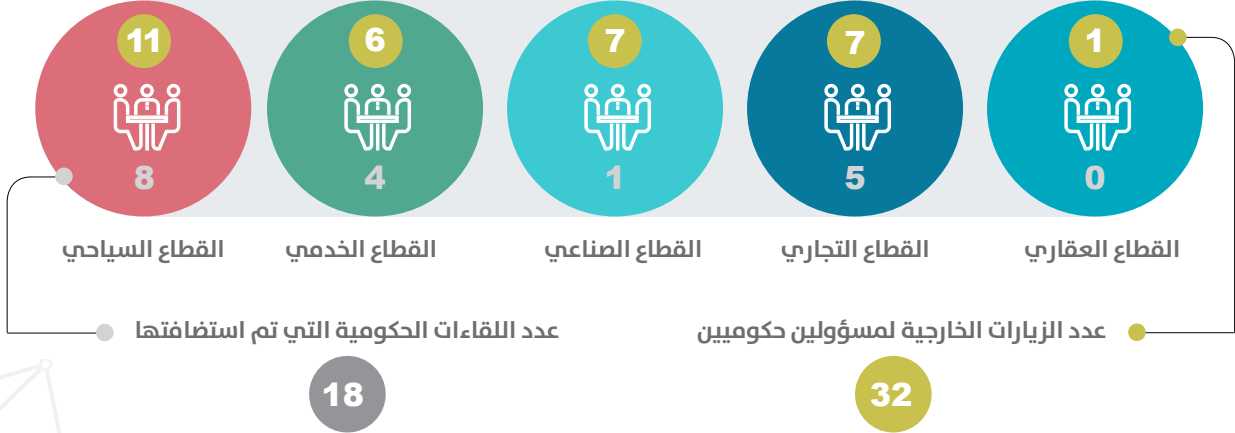 1 7 7 6 11
0 5 1 4 8
القطاع العقاري القطاع التجاري القطاع الصناعي القطاع الخدمي القطاع السياحي
عدد الزيارات الخارجية لمسؤولين حكوميين عدد اللقاءات الحكومية التي تم استضافتها
32 18